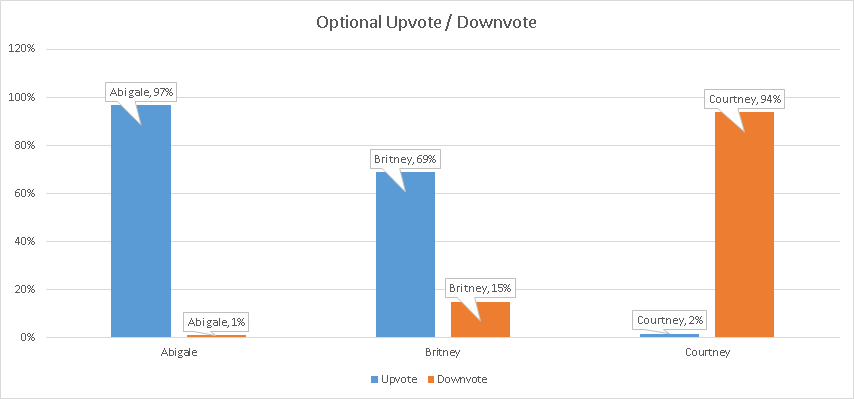 Optional Upvote / Downvote
120%
100%
80%
60%
40%
20%
0%
Abigale, 97%
Abigale, 1%
Britney, 69%
Britney, 15%
Courtney, 2%
Courtney, 94%
Abigale
Britney
Courtney
Upvote
Downvote